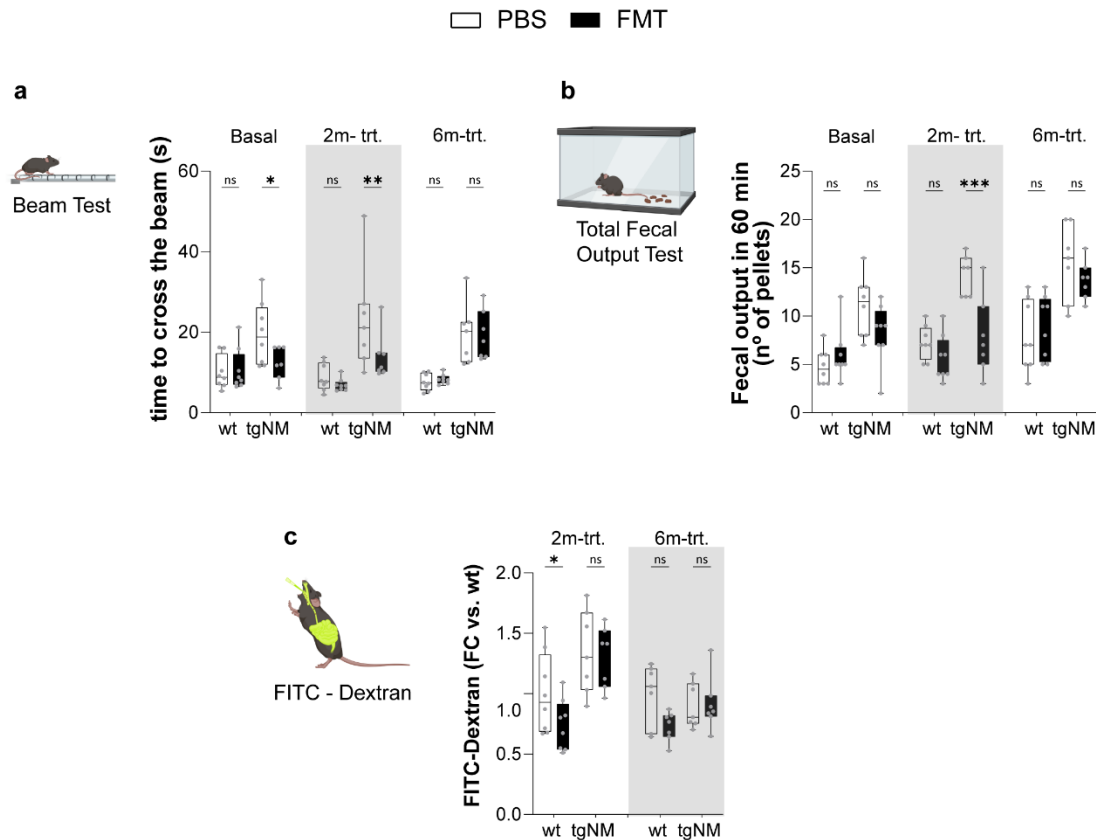 PBS FMT
a
Basal 2m- trt. 6m-trt.
ns * ns ** ns ns
time to cross the beam (s)
60
40
20
0
wt tgNM wt tgNM wt tgNM
Beam Test
b
Basal 2m- trt. 6m-trt.
ns ns ns *** ns ns
Fecal output in 60 min
(nº of pellets)
25
20
15
10
5
0
wt tgNM wt tgNM wt tgNM
Total Fecal
Output Test
c
2m-trt. 6m-trt.
* ns ns ns
FITC-Dextran (FC vs. wt)
2.0
1.5
1.0
0.5
0.0
wt tgNM wt tgNM
FITC - Dextran